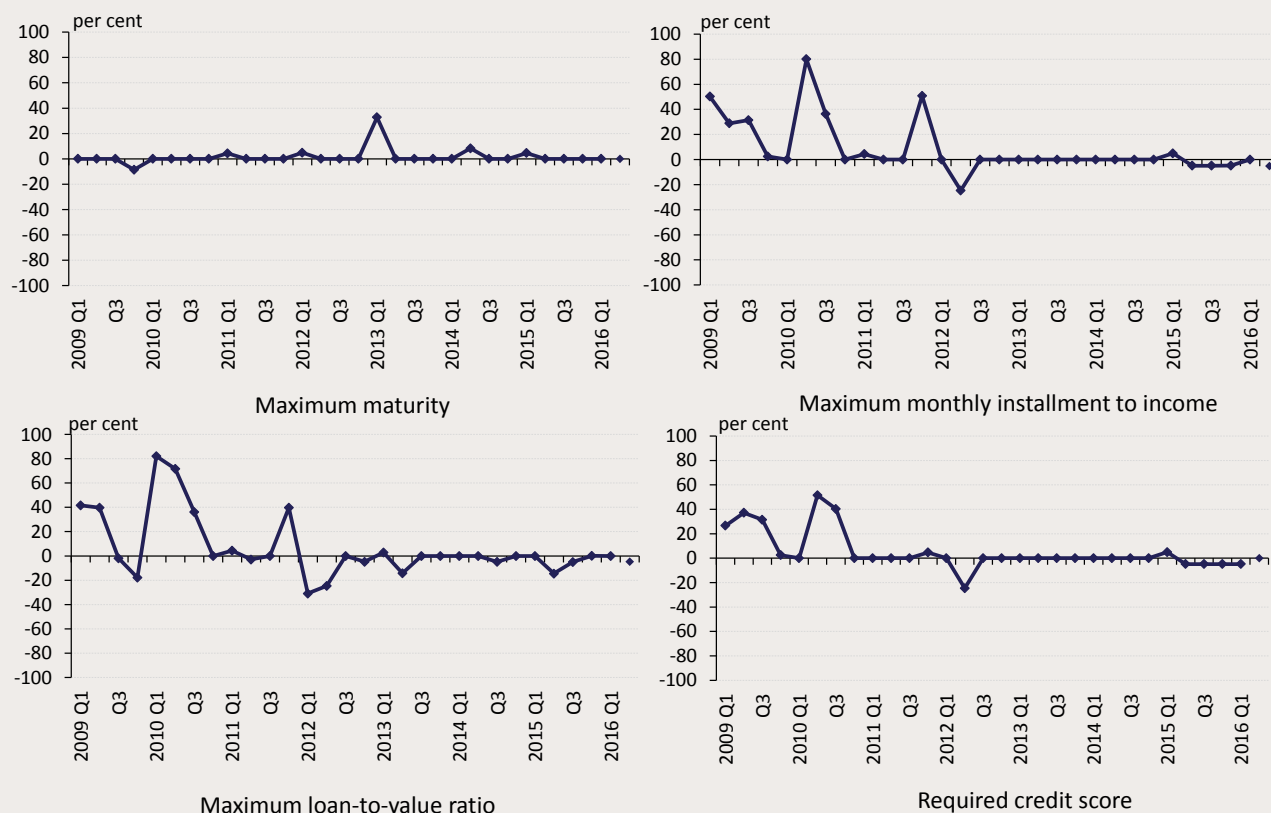 per cent
100
80
60
40
20
0
-20
-40
-60
-80
-100
2009 Q1
Q3
2010 Q1
Q3
2011 Q1
Q3
2012 Q1
Q3
2013 Q1
Q3
2014 Q1
Q3
2015 Q1
Q3
2016 Q1
Maximum maturity
per cent
100
80
60
40
20
0
-20
-40
-60
-80
-100
2009 Q1
Q3
2010 Q1
Q3
2011 Q1
Q3
2012 Q1
Q3
2013 Q1
Q3
2014 Q1
Q3
2015 Q1
Q3
2016 Q1
Maximum monthly installment to income
per cent
100
80
60
40
20
0
-20
-40
-60
-80
-100
2009 Q1
Q3
2010 Q1
Q3
2011 Q1
Q3
2012 Q1
Q3
2013 Q1
Q3
2014 Q1
Q3
2015 Q1
Q3
2016 Q1
Maximum loan-to-value ratio
per cent
100
80
60
40
20
0
-20
-40
-60
-80
-100
2009 Q1
Q3
2010 Q1
Q3
2011 Q1
Q3
2012 Q1
Q3
2013 Q1
Q3
2014 Q1
Q3
2015 Q1
Q3
2016 Q1
Required credit score